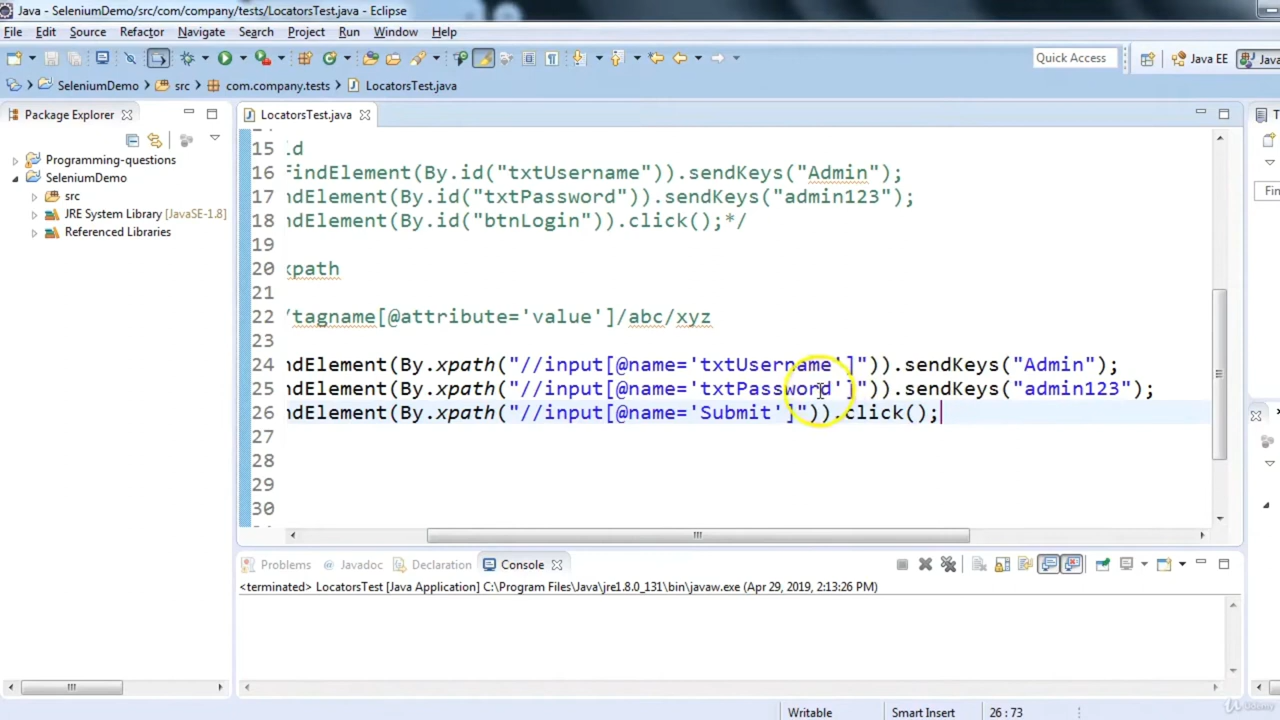 Java - SeleniumDemo/src/com/company/tests/LocatorsTest.java - Eclipse
File Edit Source Refactor Navigate Search Project Run Window Help
Quick Access Java EE Java
SeleniumDemo src com.company.tests LocatorsTest.java
Package Explorer
LocatorsTest.java
Programming-questions
SeleniumDemo
src
JRE System Library [JavaSE-1.8]
Referenced Libraries
Fin
15 id
16 FindElement(By.id("txtUsername")).sendKeys("Admin");
17 ndElement(By.id("txtPassword")).sendKeys("admin123");
18 ndElement(By.id("btnLogin")).click();*/
19
20 xpath
21
22 /tagname[@attribute='value']/abc/xyz
23
24 ndElement(By.xpath("//input[@name='txtUsername']")).sendKeys("Admin");
25 ndElement(By.xpath("//input[@name='txtPassword']")).sendKeys("admin123");
26 ndElement(By.xpath("//input[@name='Submit']")).click();
27
28
29
30
Problems Javadoc Declaration Console
<terminated> LocatorsTest [Java Application] C:\Program Files\Java\jre1.8.0_131\bin\javaw.exe (Apr 29, 2019, 2:13:26 PM)
Writable Smart Insert 26 : 73
Udemy